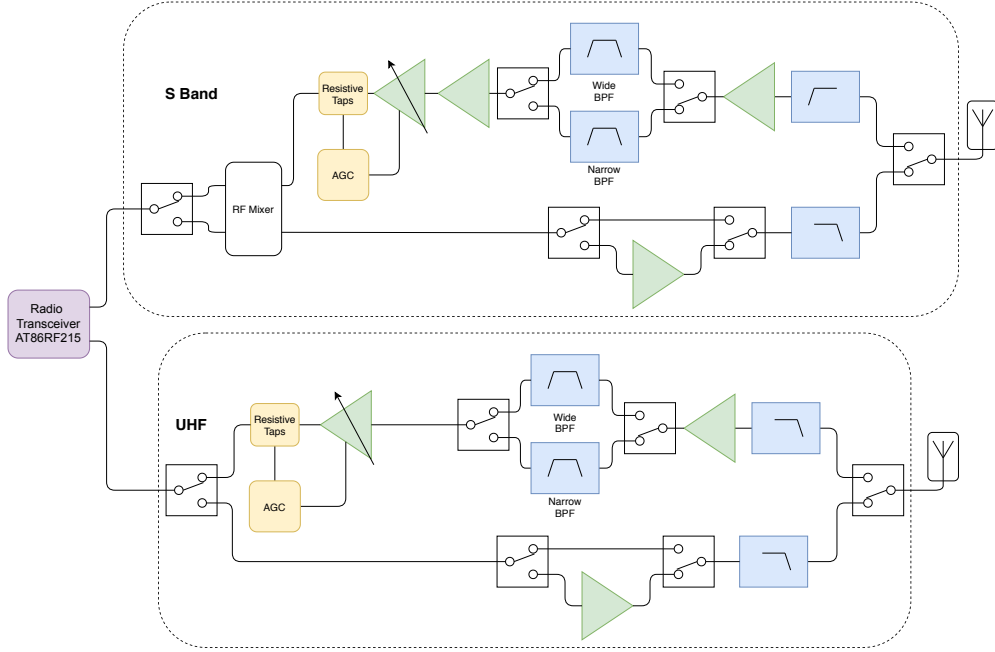 S Band
Resistive
Taps
AGC
Wide
BPF
Narrow
BPF
RF Mixer
Radio
Transceiver
AT86RF215
UHF
Resistive
Taps
AGC
Wide
BPF
Narrow
BPF